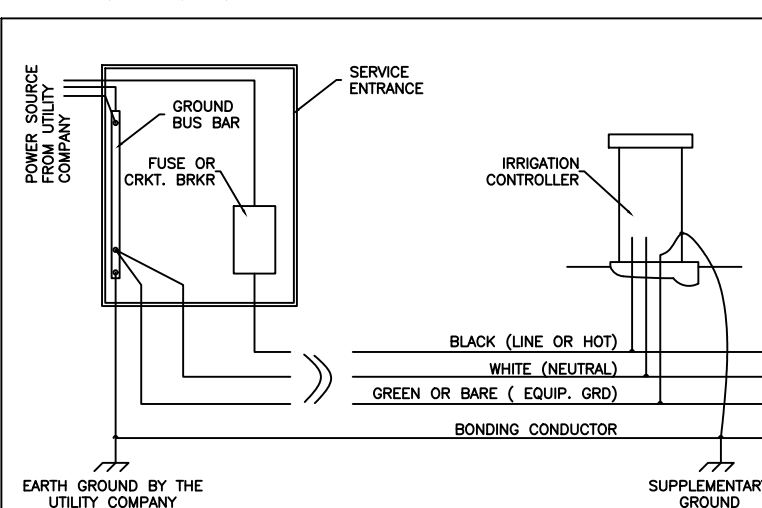 POWER SOURCE
FROM UTILITY
COMPANY
SERVICE
ENTRANCE
GROUND
BUS BAR
FUSE OR
CRKT. BRKR
IRRIGATION
CONTROLLER
BLACK (LINE OR HOT)
WHITE (NEUTRAL)
GREEN OR BARE ( EQUIP. GRD)
BONDING CONDUCTOR
EARTH GROUND BY THE
UTILITY COMPANY
SUPPLEMENTARY
GROUND